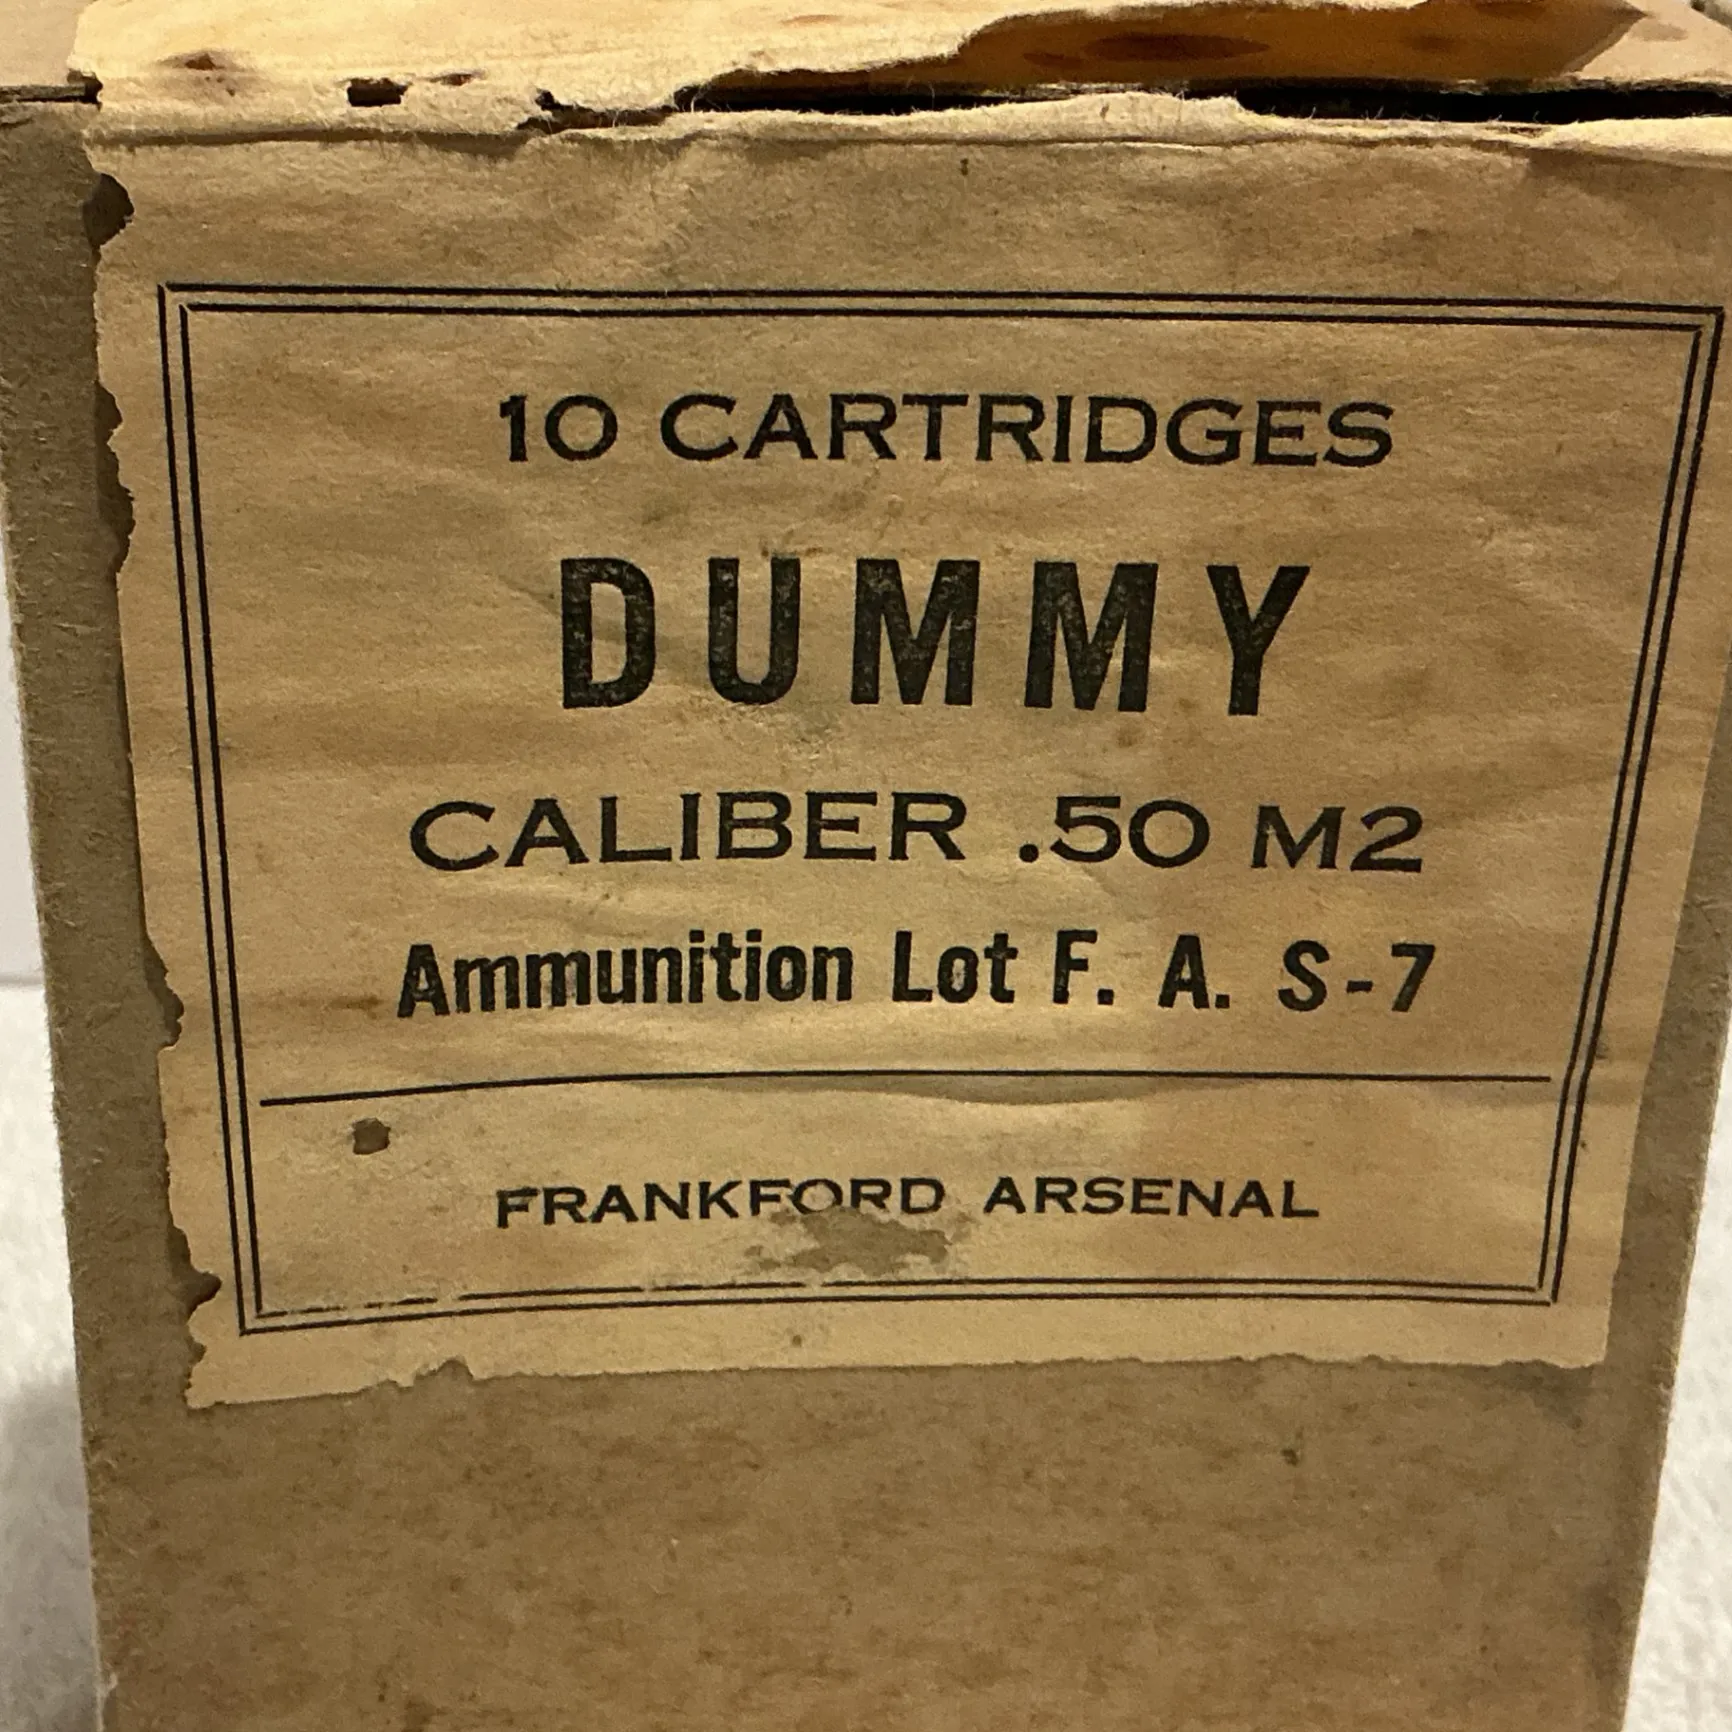 10 CARTRIDGES
DUMMY
CALIBER .50 M2
Ammunition Lot F. A. S-7
FRANKFORD ARSENAL